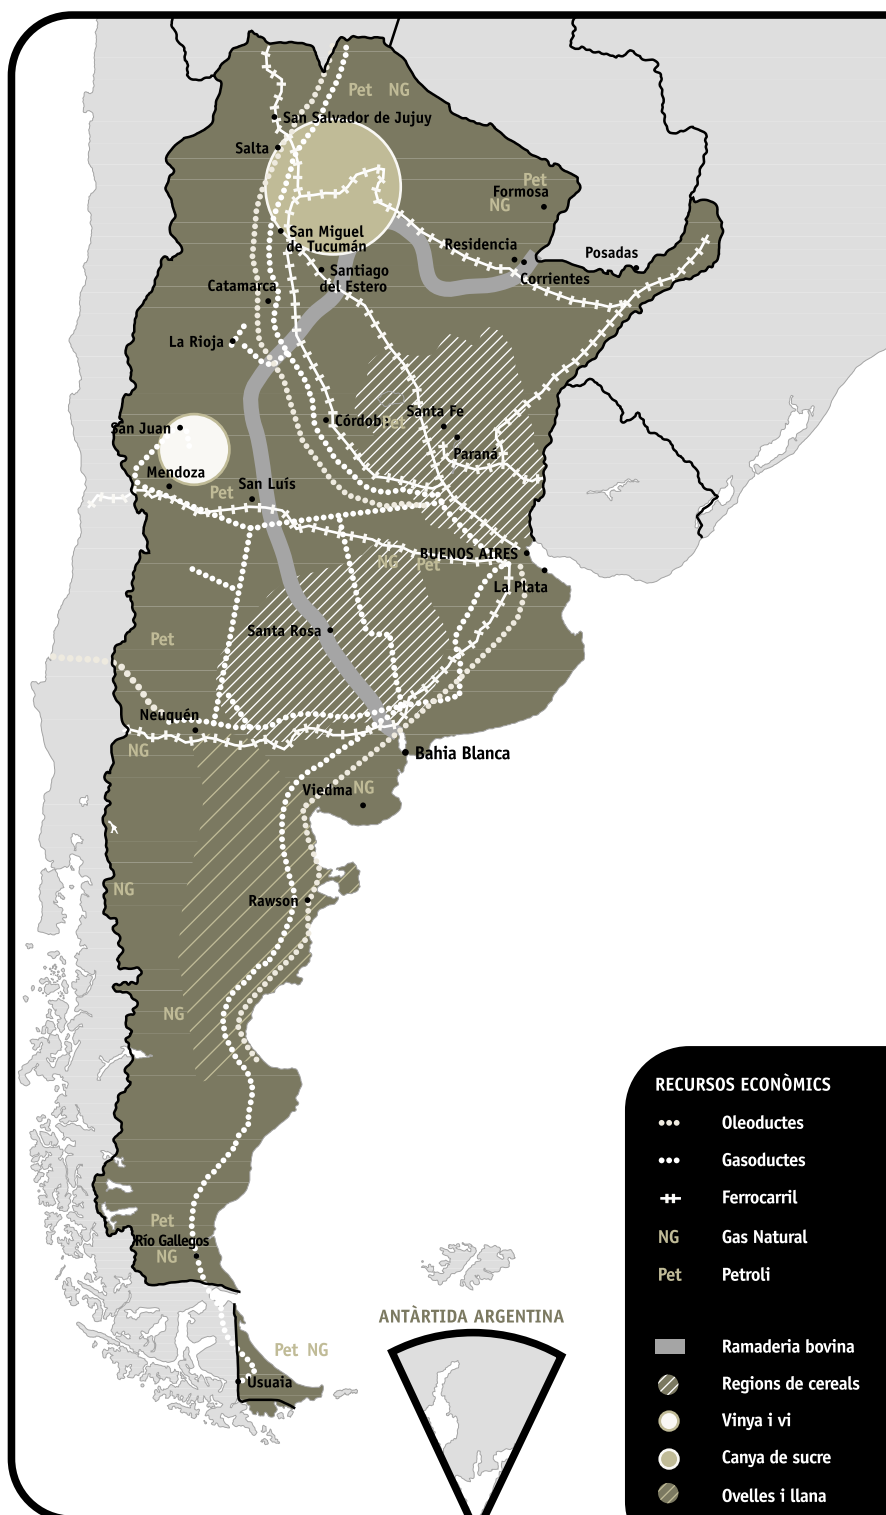 Pet NG
San Salvador de Jujuy
Salta
Pet
Formosa
NG
San Miguel
de Tucumán
Residencia
Posadas
Corrientes
Santiago
del Estero
Catamarca
La Rioja
Santa Fe
Córdoba
Pet
San Juan
Paraná
Mendoza
San Luís
Pet
BUENOS AIRES
NG
Pet
La Plata
Santa Rosa
Pet
Neuquén
NG
Bahia Blanca
Viedma
NG
NG
Rawson
NG
Pet
Río Gallegos
NG
Pet NG
Usuaia
ANTÀRTIDA ARGENTINA
RECURSOS ECONÒMICS
Oleoductes
Gasoductes
Ferrocarril
NG Gas Natural
Pet Petroli
Ramaderia bovina
Regions de cereals
Vinya i vi
Canya de sucre
Ovelles i llana